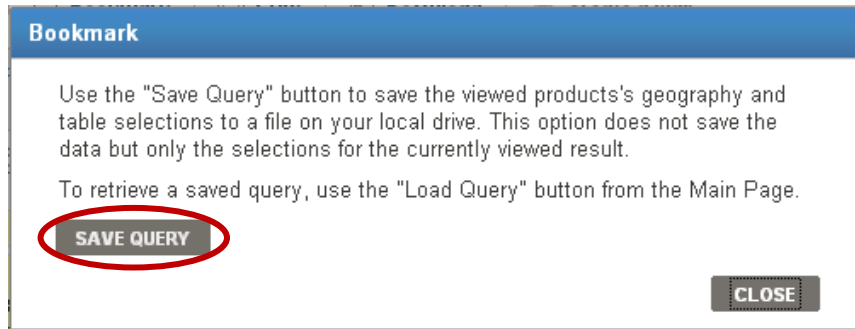 Bookmark
Use the "Save Query" button to save the viewed products's geography and
table selections to a file on your local drive. This option does not save the
data but only the selections for the currently viewed result.
To retrieve a saved query, use the "Load Query" button from the Main Page.
SAVE QUERY
CLOSE